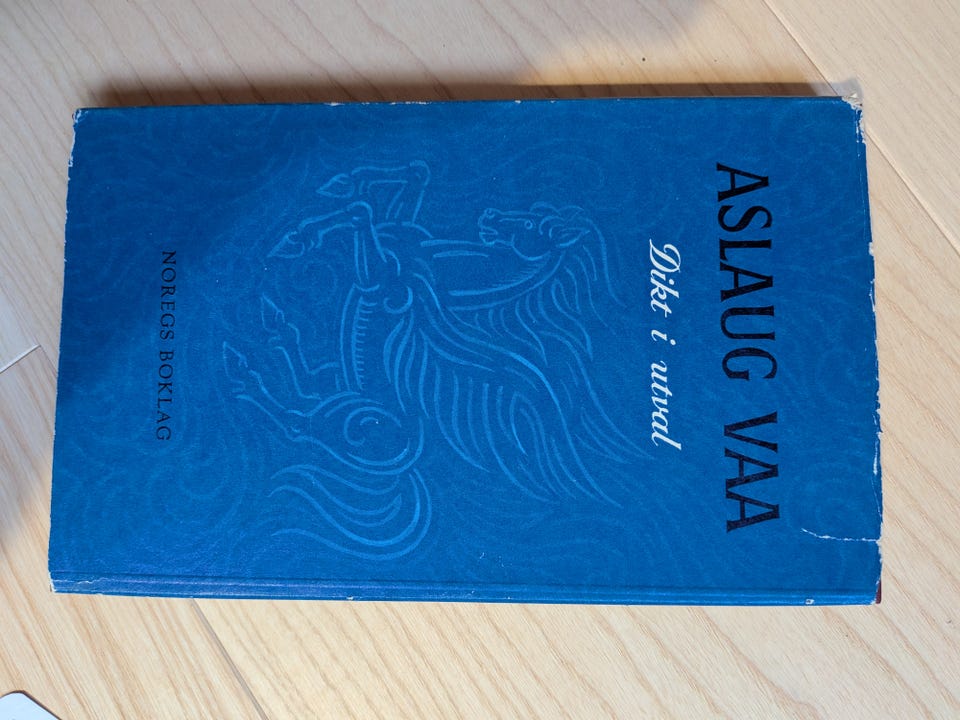 ASLAUG VAA
Dikt i utval
NOREGS BOKLAG